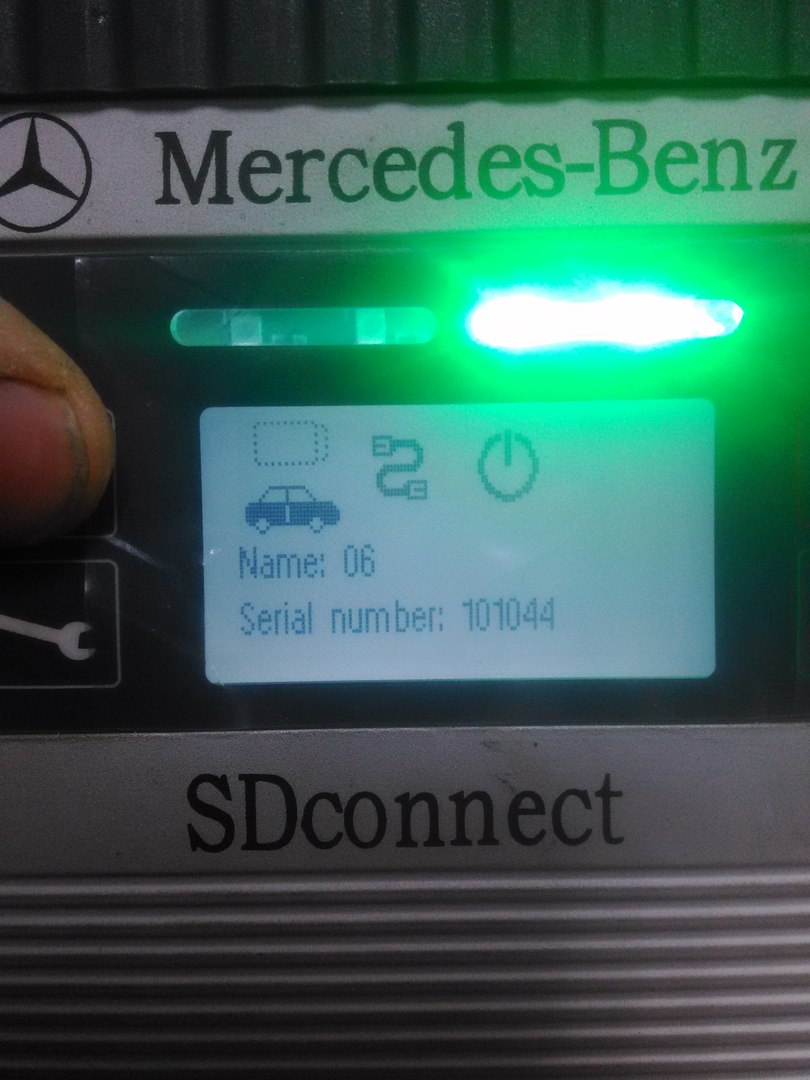 Mercedes-Benz
Name: 06
Serial number: 101044
SDconnect